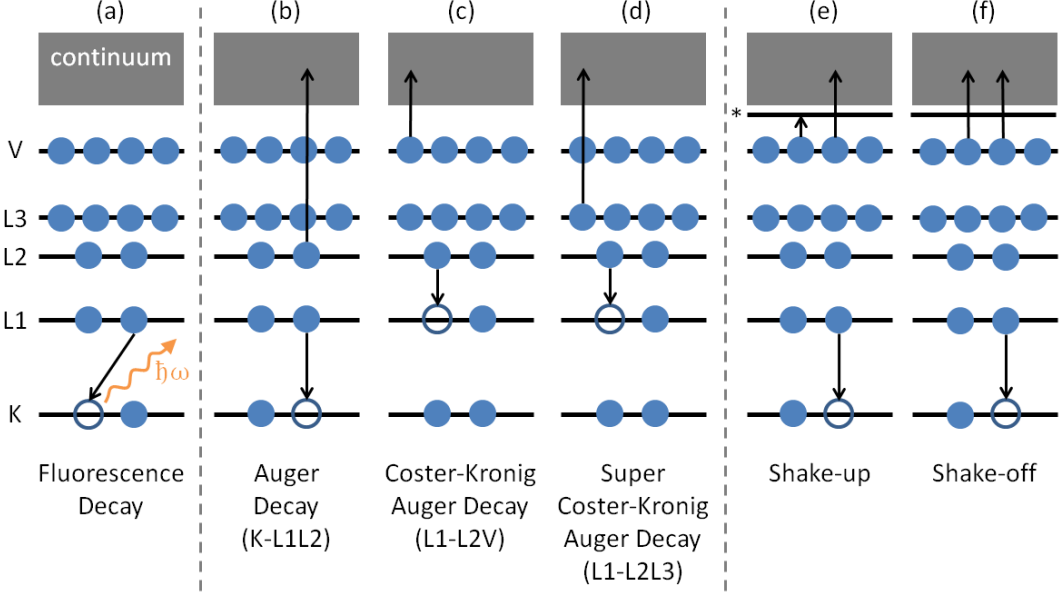 (a) (b) (c) (d) (e) (f)
continuum
*
V
L3
L2
L1
ħω
K
Fluorescence
Decay
Auger
Decay
(K-L1L2)
Coster-Kronig
Auger Decay
(L1-L2V)
Super
Coster-Kronig
Auger Decay
(L1-L2L3)
Shake-up
Shake-off